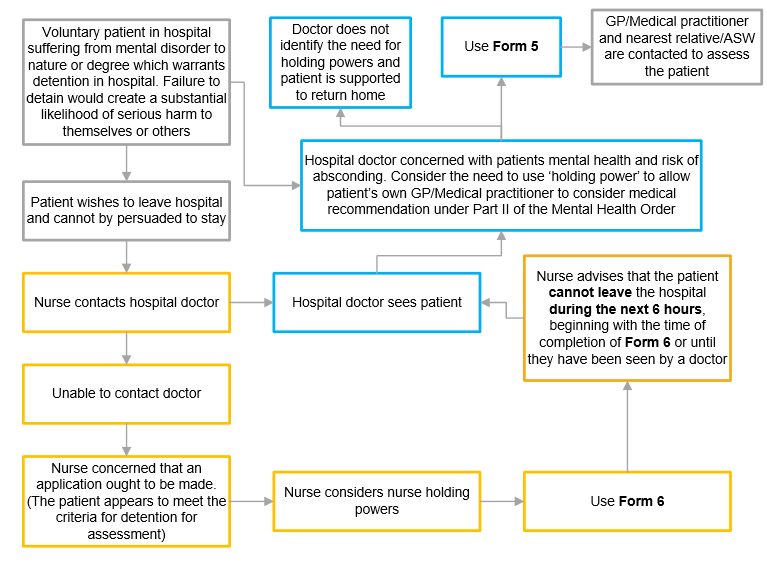 Voluntary patient in hospital
suffering from mental disorder to
nature or degree which warrants
detention in hospital. Failure to
detain would create a substantial
likelihood of serious harm to
themselves or others
Doctor does not
identify the need for
holding powers and
patient is supported
to return home
Use Form 5
GP/Medical practitioner
and nearest relative/ASW
are contacted to assess
the patient
Hospital doctor concerned with patients mental health and risk of
absconding. Consider the need to use ‘holding power’ to allow
patient’s own GP/Medical practitioner to consider medical
recommendation under Part II of the Mental Health Order
Patient wishes to leave hospital
and cannot by persuaded to stay
Nurse contacts hospital doctor
Hospital doctor sees patient
Nurse advises that the patient
cannot leave the hospital
during the next 6 hours,
beginning with the time of
completion of Form 6 or until
they have been seen by a doctor
Unable to contact doctor
Nurse concerned that an
application ought to be made.
(The patient appears to meet the
criteria for detention for
assessment)
Nurse considers nurse holding
powers
Use Form 6